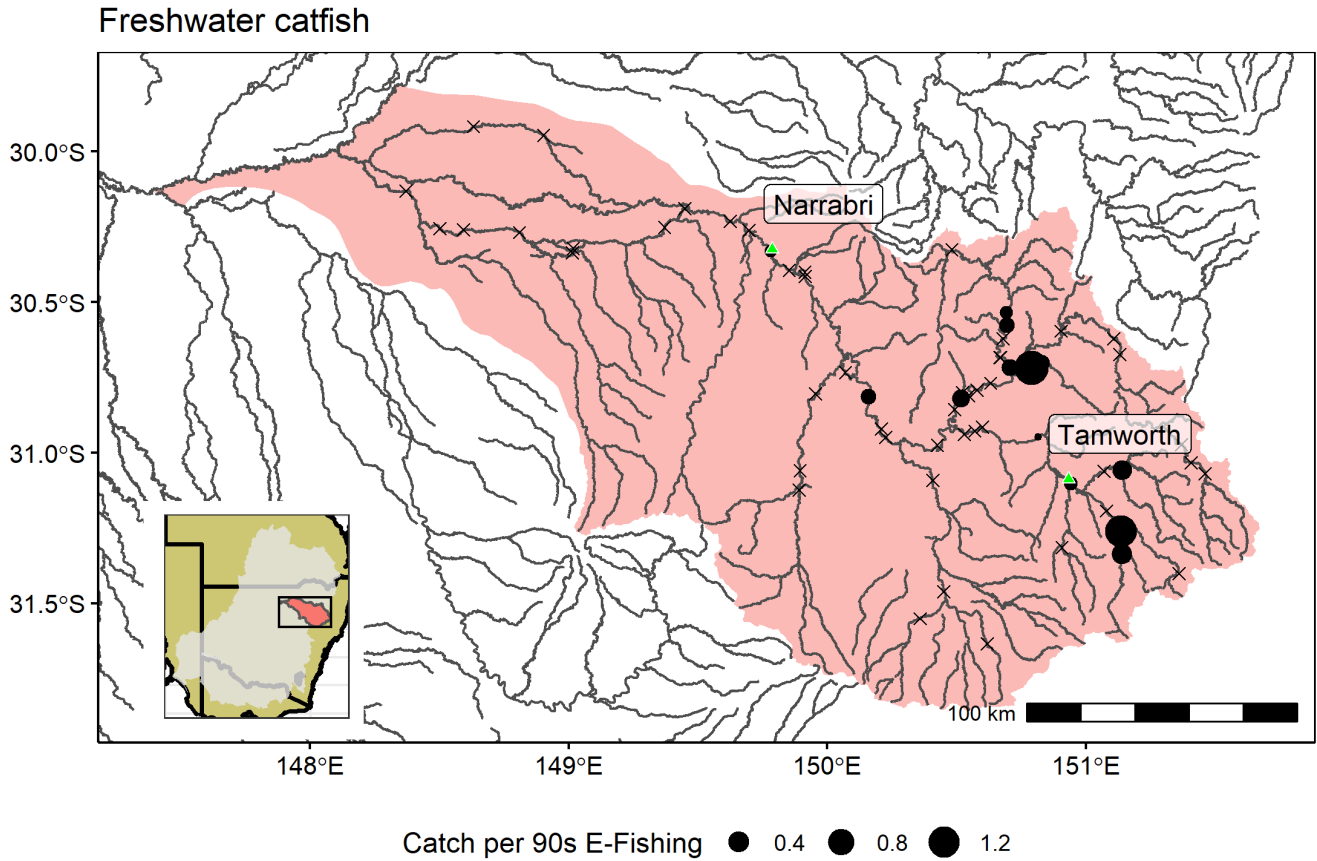 Freshwater catfish
30.0°S
30.5°S
31.0°S
31.5°S
Narrabri
Tamworth
100 km
148°E
149°E
150°E
151°E
Catch per 90s E-Fishing
0.4
0.8
1.2